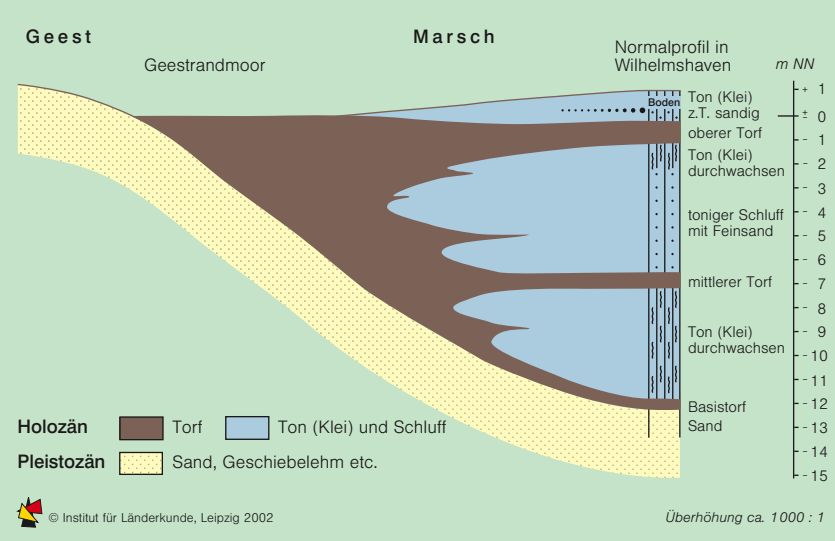 Geest
Marsch
Geestrandmoor
Normalprofil in
Wilhelmshaven
m NN
Boden
Ton (Klei)
z.T. sandig
oberer Torf
Ton (Klei)
durchwachsen
toniger Schluff
mit Feinsand
mittlerer Torf
Ton (Klei)
durchwachsen
Basistorf
Sand
+ 1
± 0
- 1
- 2
- 3
- 4
- 5
- 6
- 7
- 8
- 9
- 10
- 11
- 12
- 13
- 14
- 15
Holozän Torf Ton (Klei) und Schluff
Pleistozän Sand, Geschiebelehm etc.
© Institut für Länderkunde, Leipzig 2002
Überhöhung ca. 1000 : 1